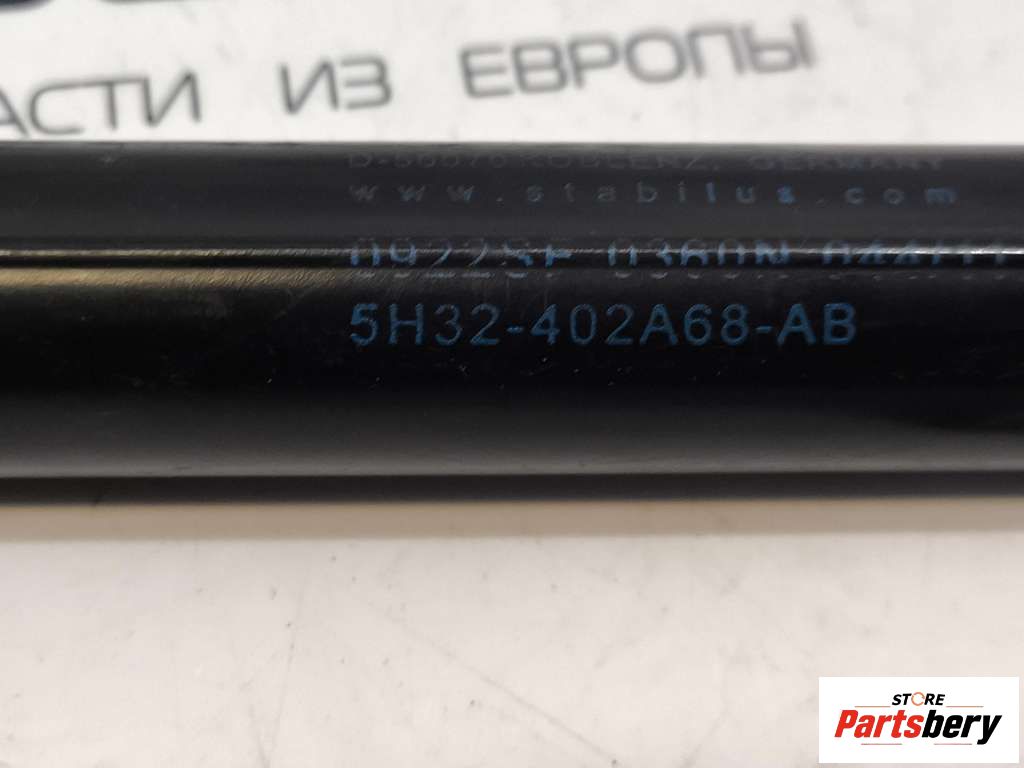 АСТИ ИЗ ЕВРОПЫ
D-56070 KOBLENZ, GERMANY
www.stabilus.com
5H32-402A68-AB
STORE
Partsbery